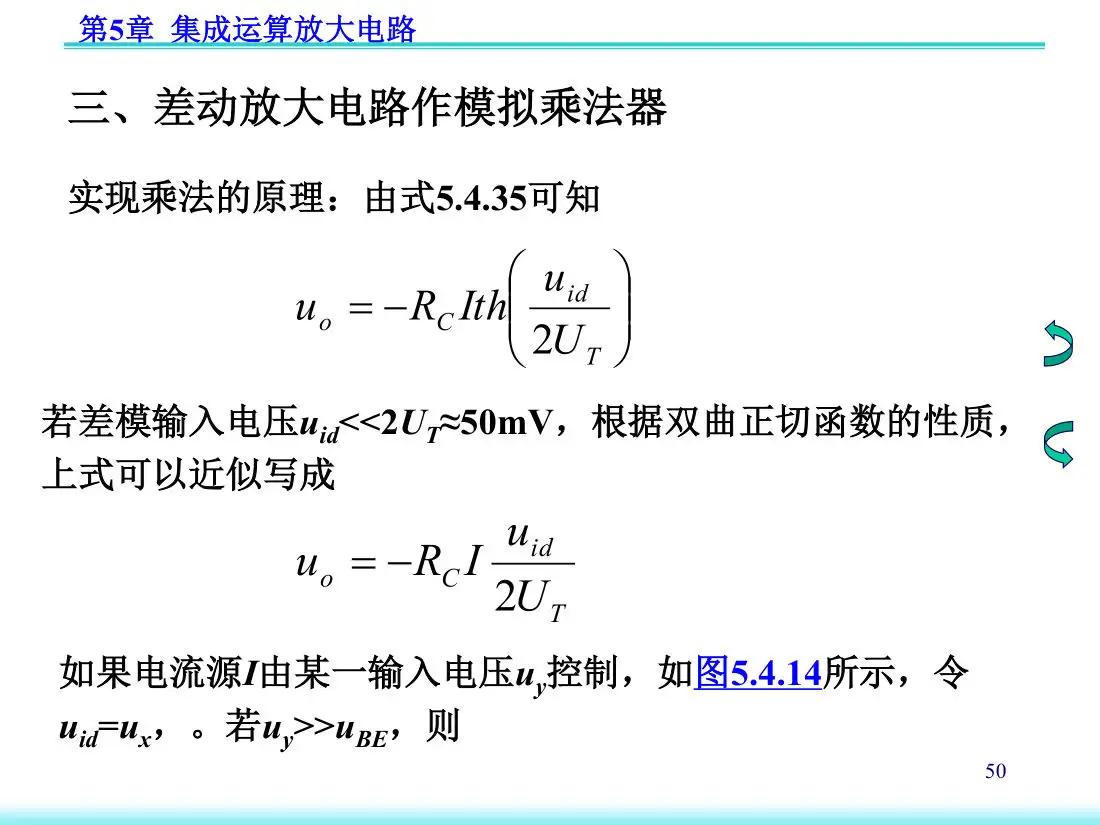 第5章 集成运算放大电路
三、差动放大电路作模拟乘法器
实现乘法的原理：由式5.4.35可知
u_o = −R_C Ith(u_id / 2U_T)
若差模输入电压u_id<<2U_T≈50mV，根据双曲正切函数的性质，
上式可以近似写成
u_o = −R_C I u_id / 2U_T
如果电流源I由某一输入电压u_y控制，如图5.4.14所示，令
u_id=u_x，。若u_y>>u_BE，则
50